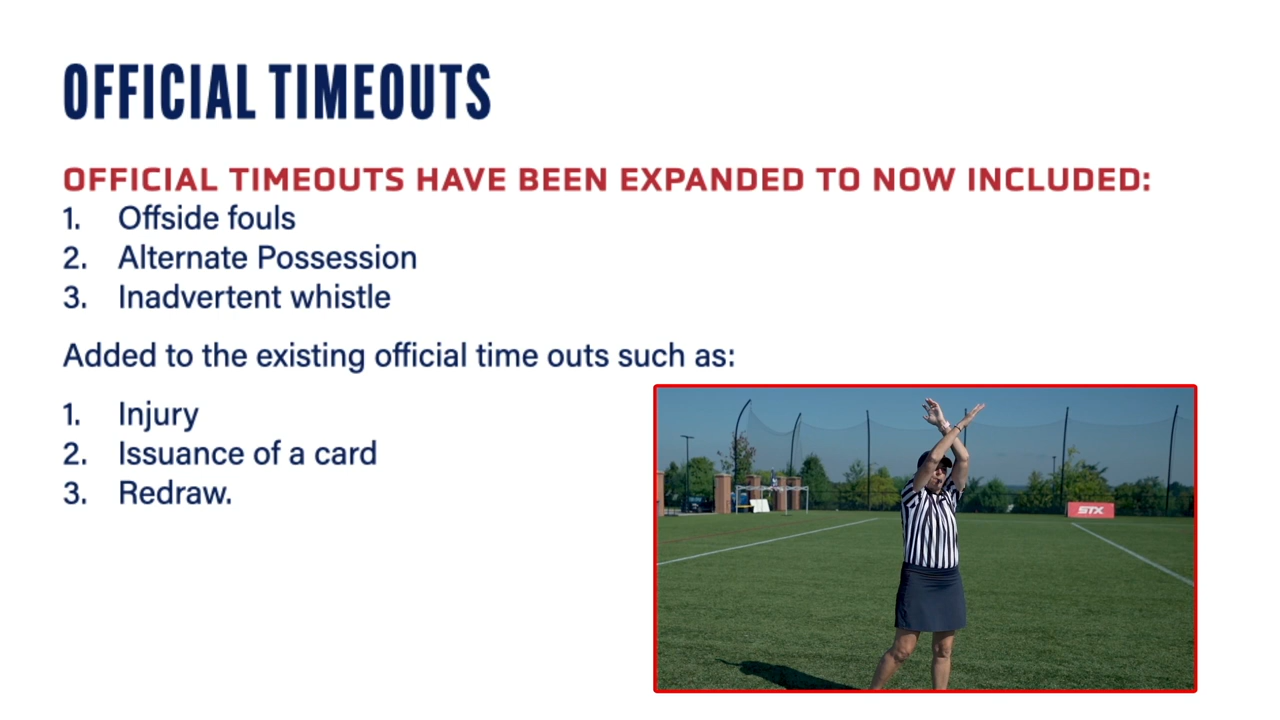 OFFICIAL TIMEOUTS
OFFICIAL TIMEOUTS HAVE BEEN EXPANDED TO NOW INCLUDED:
1. Offside fouls
2. Alternate Possession
3. Inadvertent whistle
Added to the existing official time outs such as:
1. Injury
2. Issuance of a card
3. Redraw.
STX